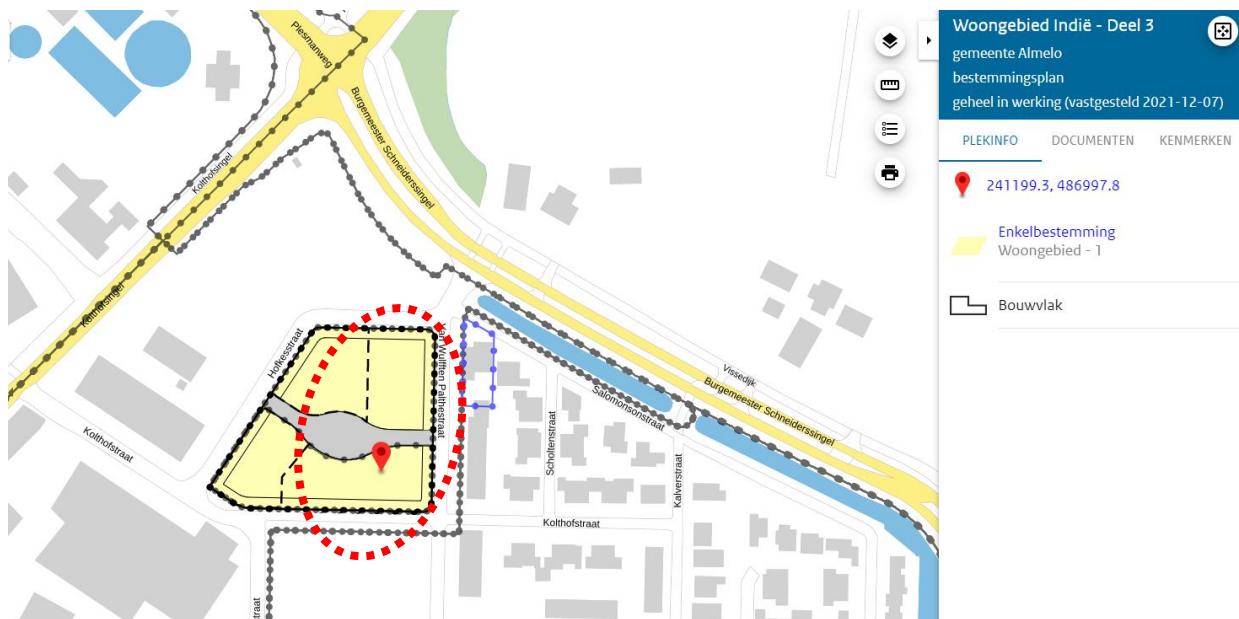 Plesmanweg
Kolthofsingel
Burgemeester Schneiderssingel
Kolthofsingel
Hofkesstraat
Van Wulfften Palthestraat
Kolthofstraat
Salomonsonstraat
Scholtenstraat
Kalverstraat
Vissedijk
Burgemeester Schneiderssingel
Kolthofstraat
traat
Woongebied Indië - Deel 3
gemeente Almelo
bestemmingsplan
geheel in werking (vastgesteld 2021-12-07)
PLEKINFO DOCUMENTEN KENMERKEN
241199.3, 486997.8
Enkelbestemming
Woongebied - 1
Bouwvlak